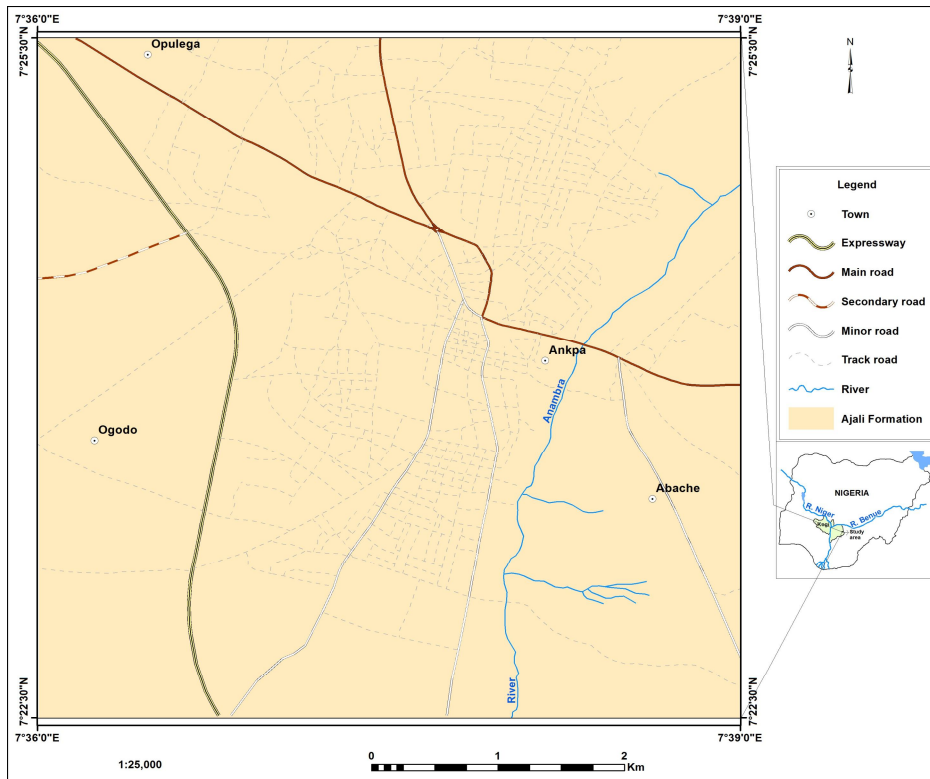 7°36'0"E
7°39'0"E
7°25'30"N
7°25'30"N
Opulega
N
Legend
Town
Expressway
Main road
Secondary road
Minor road
Track road
River
Ajali Formation
Ankpa
Anambra
Ogodo
Abache
River
NIGERIA
R. Niger
R. Benue
Kogi
Study
area
7°22'30"N
7°22'30"N
7°36'0"E
7°39'0"E
1:25,000
0 1 2
Km